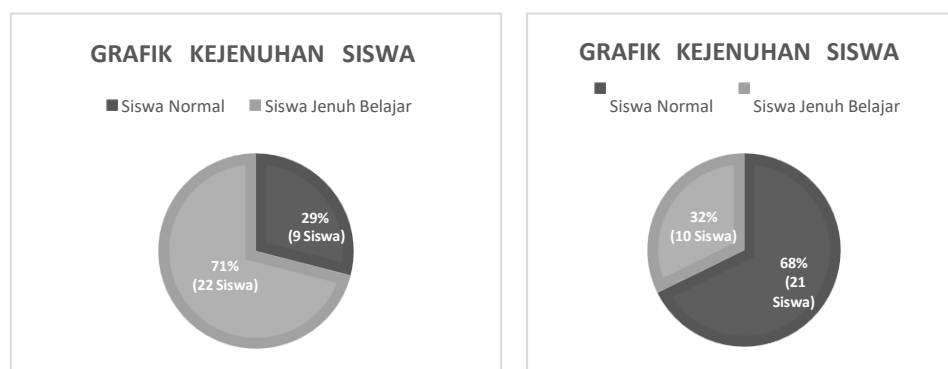 GRAFIK KEJENUHAN SISWA
Siswa Normal Siswa Jenuh Belajar
29%
(9 Siswa)
71%
(22 Siswa)
GRAFIK KEJENUHAN SISWA
Siswa Normal Siswa Jenuh Belajar
32%
(10 Siswa)
68%
(21
Siswa)